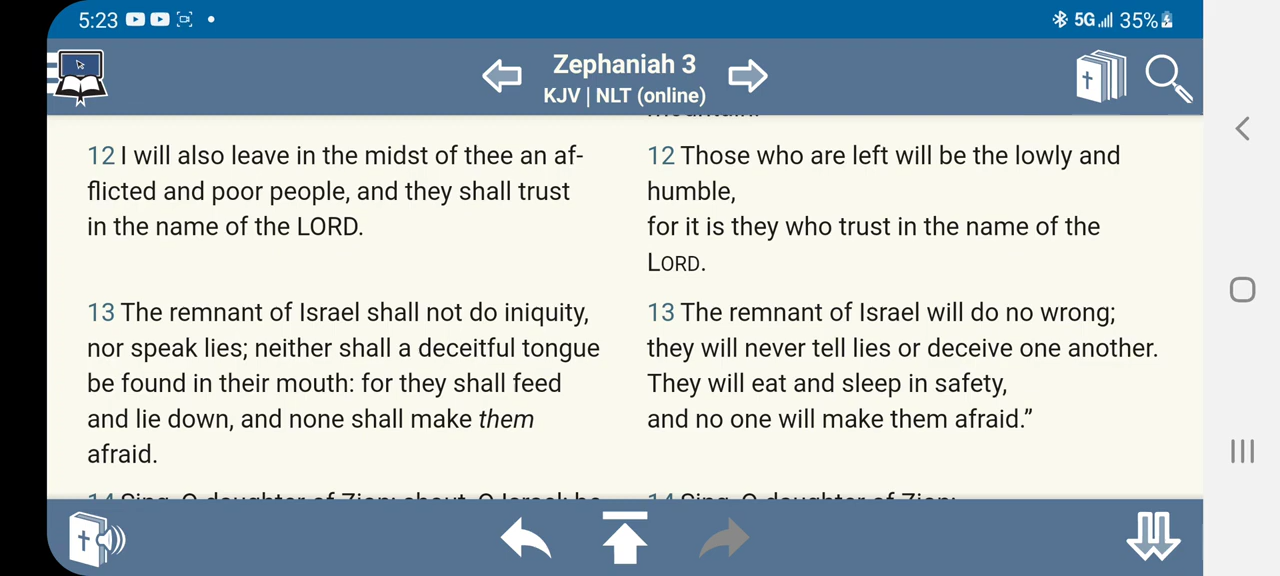 5:23
5G 35%
Zephaniah 3
KJV | NLT (online)
12 I will also leave in the midst of thee an af-
flicted and poor people, and they shall trust
in the name of the LORD.
13 The remnant of Israel shall not do iniquity,
nor speak lies; neither shall a deceitful tongue
be found in their mouth: for they shall feed
and lie down, and none shall make them
afraid.
mountain.
12 Those who are left will be the lowly and
humble,
for it is they who trust in the name of the
LORD.
13 The remnant of Israel will do no wrong;
they will never tell lies or deceive one another.
They will eat and sleep in safety,
and no one will make them afraid.”
14 Sing, O daughter of Zion;